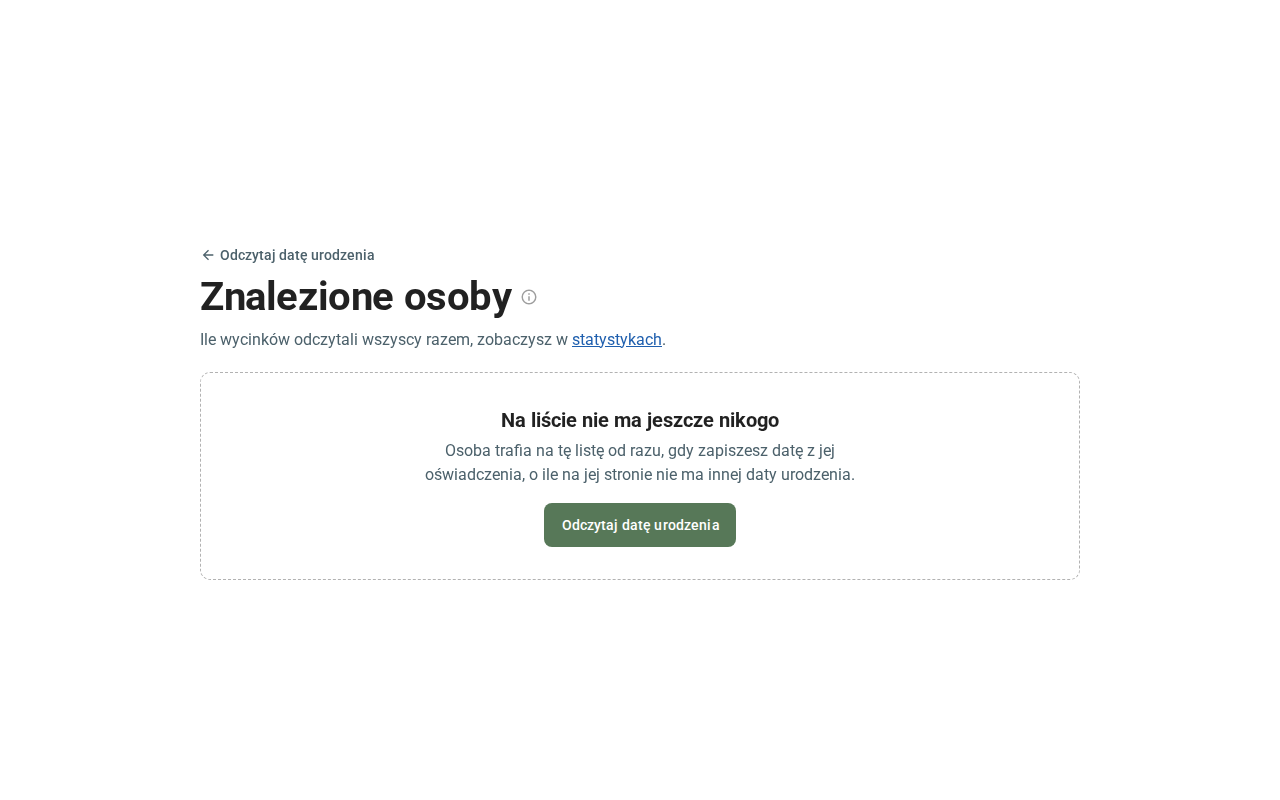 Odczytaj datę urodzenia
Znalezione osoby
Ile wycinków odczytali wszyscy razem, zobaczysz w statystykach.
Na liście nie ma jeszcze nikogo
Osoba trafia na tę listę od razu, gdy zapiszesz datę z jej
oświadczenia, o ile na jej stronie nie ma innej daty urodzenia.
Odczytaj datę urodzenia